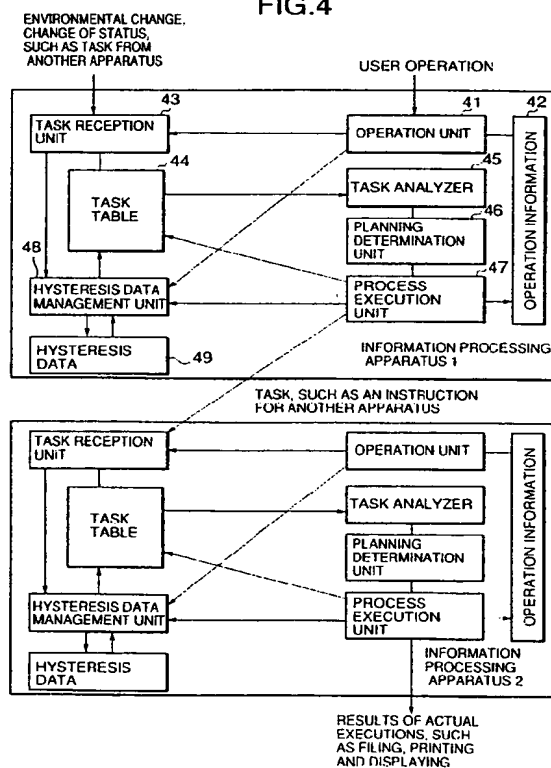 FIG.4
ENVIRONMENTAL CHANGE,
CHANGE OF STATUS,
SUCH AS TASK FROM
ANOTHER APPARATUS
USER OPERATION
43
41
42
TASK RECEPTION
UNIT
OPERATION UNIT
OPERATION INFORMATION
44
45
TASK
TABLE
TASK ANALYZER
46
PLANNING
DETERMINATION
UNIT
48
47
HYSTERESIS DATA
MANAGEMENT UNIT
PROCESS
EXECUTION
UNIT
HYSTERESIS
DATA
49
INFORMATION PROCESSING
APPARATUS 1
TASK, SUCH AS AN INSTRUCTION
FOR ANOTHER APPARATUS
TASK RECEPTION
UNIT
OPERATION UNIT
OPERATION INFORMATION
TASK
TABLE
TASK ANALYZER
PLANNING
DETERMINATION
UNIT
HYSTERESIS DATA
MANAGEMENT UNIT
PROCESS
EXECUTION
UNIT
HYSTERESIS
DATA
INFORMATION
PROCESSING
APPARATUS 2
RESULTS OF ACTUAL
EXECUTIONS, SUCH
AS FILING, PRINTING
AND DISPLAYING